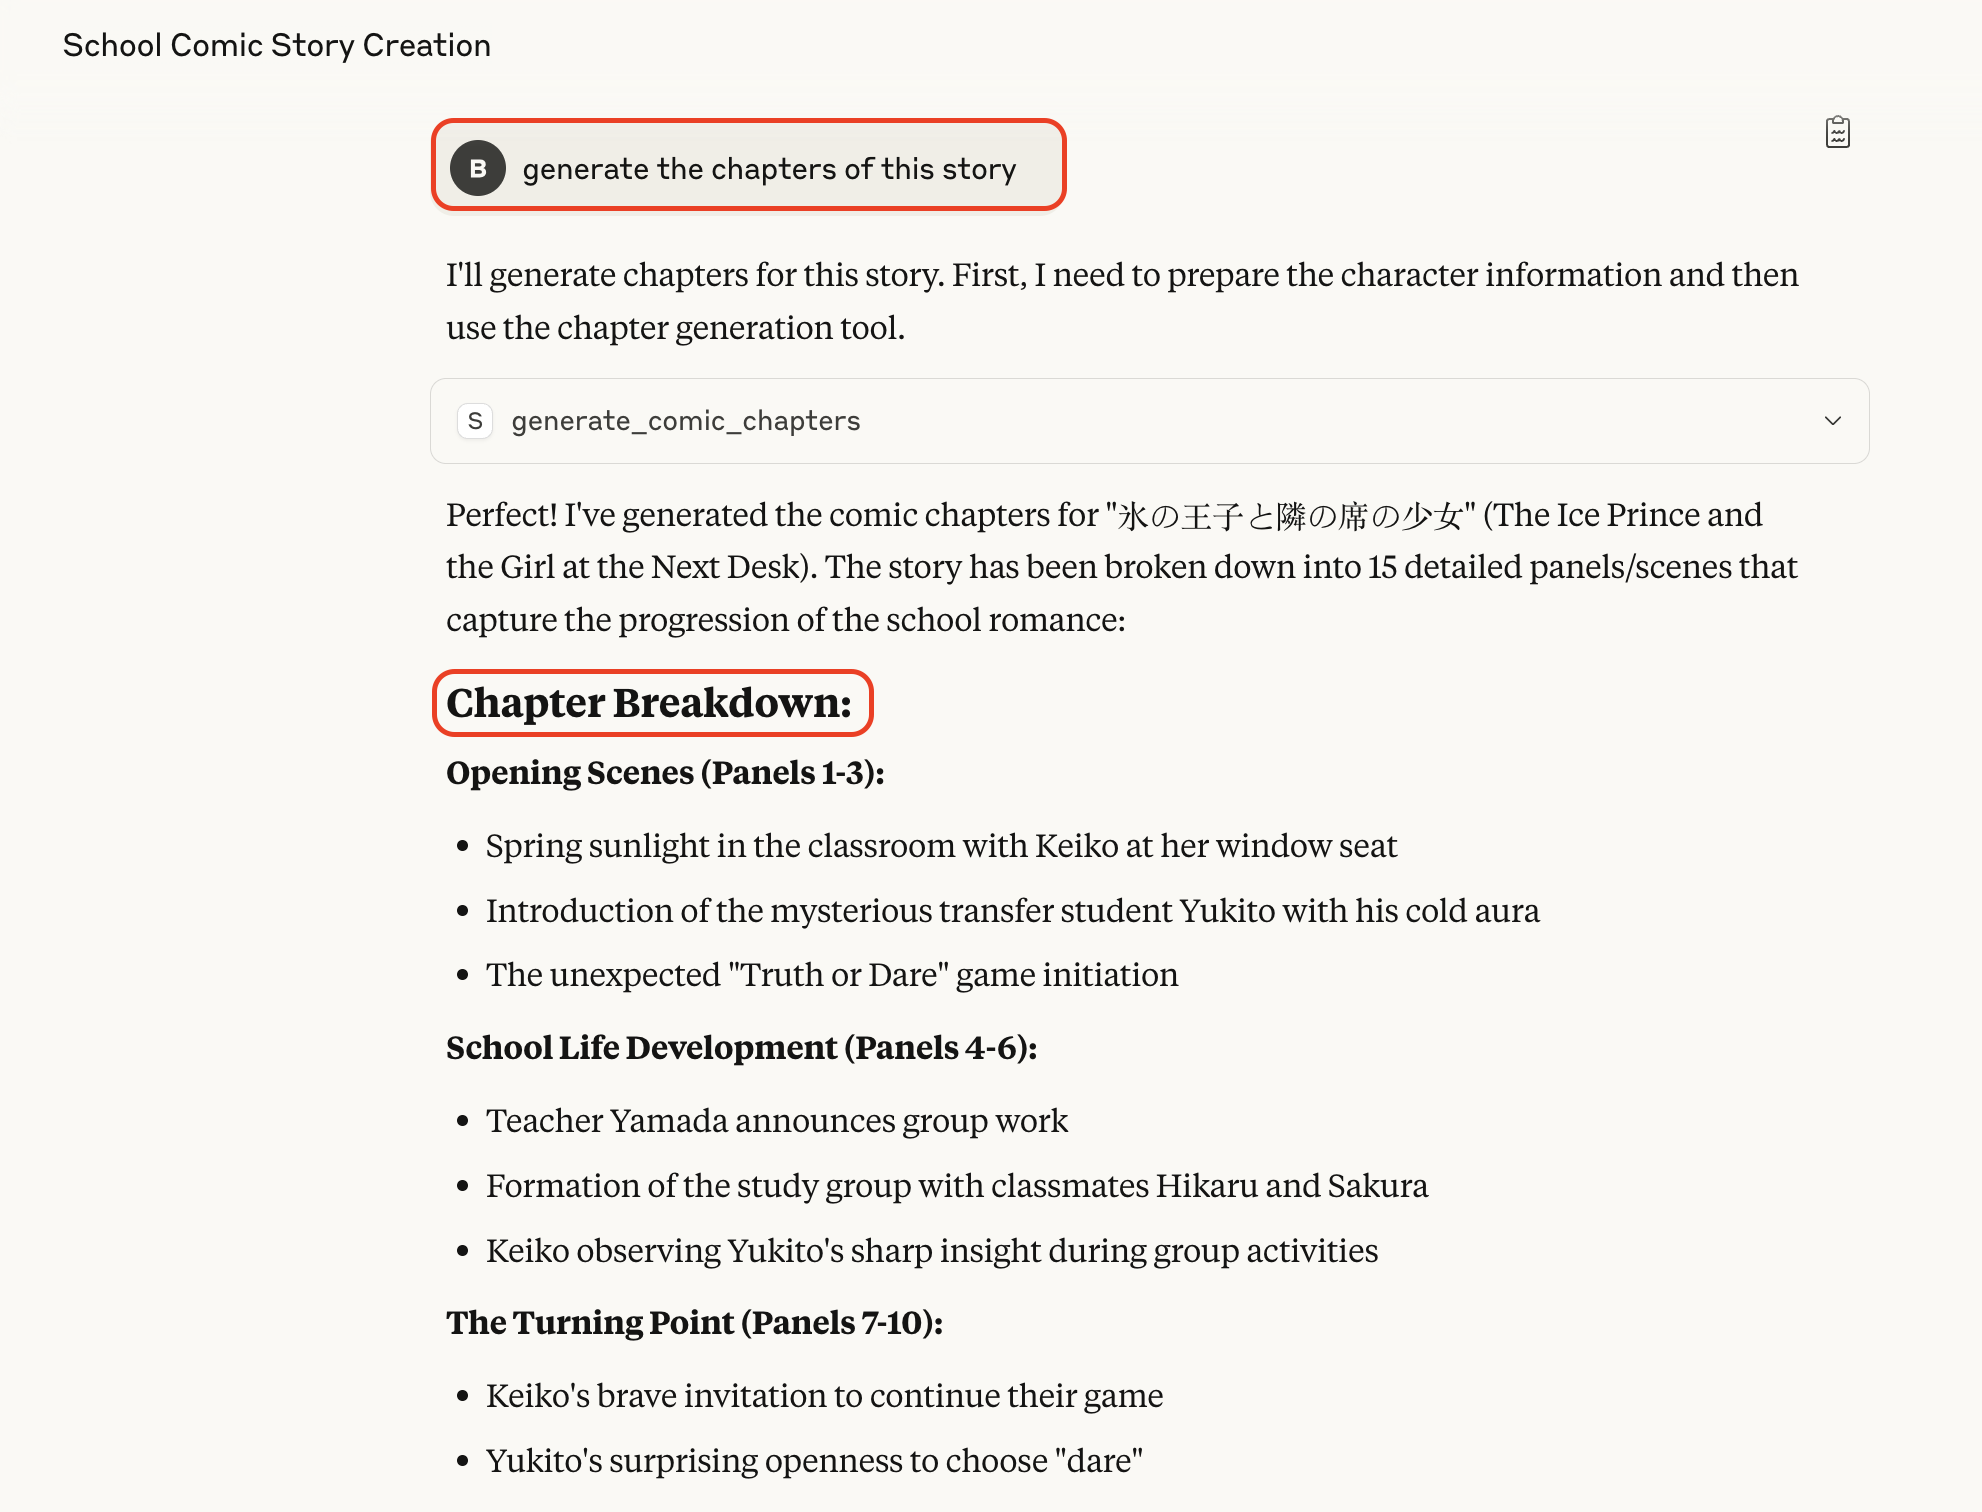 School Comic Story Creation
B generate the chapters of this story
I'll generate chapters for this story. First, I need to prepare the character information and then
use the chapter generation tool.
S generate_comic_chapters
Perfect! I've generated the comic chapters for "氷の王子と隣の席の少女" (The Ice Prince and
the Girl at the Next Desk). The story has been broken down into 15 detailed panels/scenes that
capture the progression of the school romance:
Chapter Breakdown:
Opening Scenes (Panels 1-3):
• Spring sunlight in the classroom with Keiko at her window seat
• Introduction of the mysterious transfer student Yukito with his cold aura
• The unexpected "Truth or Dare" game initiation
School Life Development (Panels 4-6):
• Teacher Yamada announces group work
• Formation of the study group with classmates Hikaru and Sakura
• Keiko observing Yukito's sharp insight during group activities
The Turning Point (Panels 7-10):
• Keiko's brave invitation to continue their game
• Yukito's surprising openness to choose "dare"